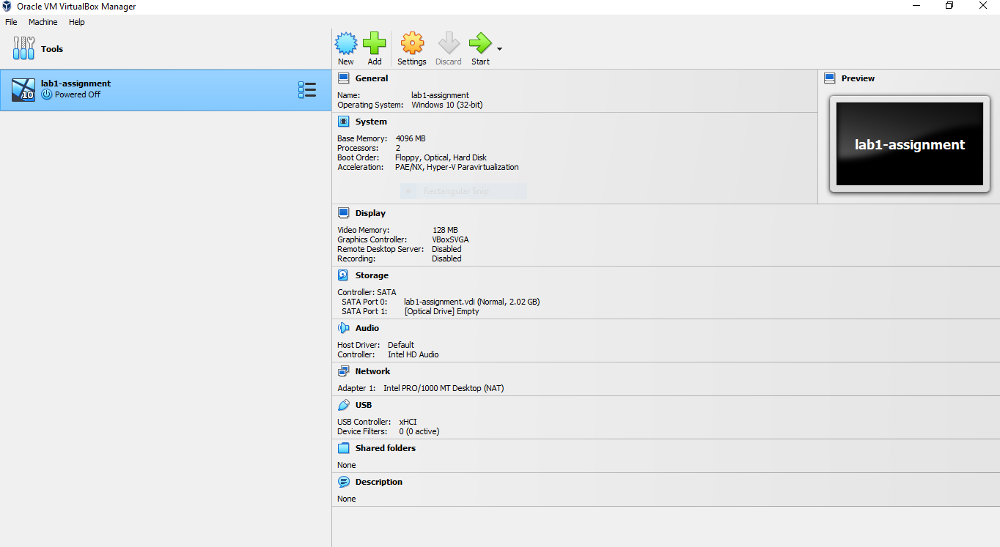 Oracle VM VirtualBox Manager
File Machine Help
Tools
New Add Settings Discard Start
lab1-assignment
Powered Off
10
General
Name: lab1-assignment
Operating System: Windows 10 (32-bit)
Preview
lab1-assignment
System
Base Memory: 4096 MB
Processors: 2
Boot Order: Floppy, Optical, Hard Disk
Acceleration: PAE/NX, Hyper-V Paravirtualization
Rectangular Snip
Display
Video Memory: 128 MB
Graphics Controller: VBoxSVGA
Remote Desktop Server: Disabled
Recording: Disabled
Storage
Controller: SATA
SATA Port 0: lab1-assignment.vdi (Normal, 2.02 GB)
SATA Port 1: [Optical Drive] Empty
Audio
Host Driver: Default
Controller: Intel HD Audio
Network
Adapter 1: Intel PRO/1000 MT Desktop (NAT)
USB
USB Controller: xHCI
Device Filters: 0 (0 active)
Shared folders
None
Description
None